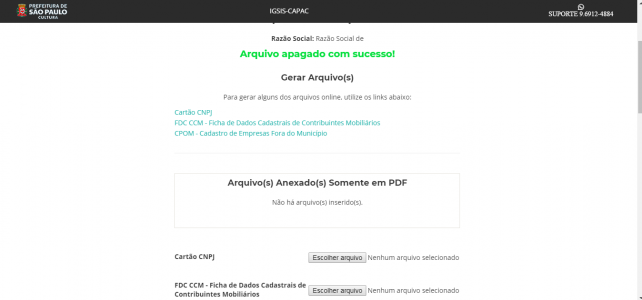 PREFEITURA DE
SÃO PAULO
CULTURA
IGSIS-CAPAC
SUPORTE 9.6912-4884
Razão Social: Razão Social de
Arquivo apagado com sucesso!
Gerar Arquivo(s)
Para gerar alguns dos arquivos online, utilize os links abaixo:
Cartão CNPJ
FDC CCM - Ficha de Dados Cadastrais de Contribuintes Mobiliários
CPOM - Cadastro de Empresas Fora do Município
Arquivo(s) Anexado(s) Somente em PDF
Não há arquivo(s) inserido(s).
Cartão CNPJ
Escolher arquivo Nenhum arquivo selecionado
FDC CCM - Ficha de Dados Cadastrais de
Contribuintes Mobiliários
Escolher arquivo Nenhum arquivo selecionado